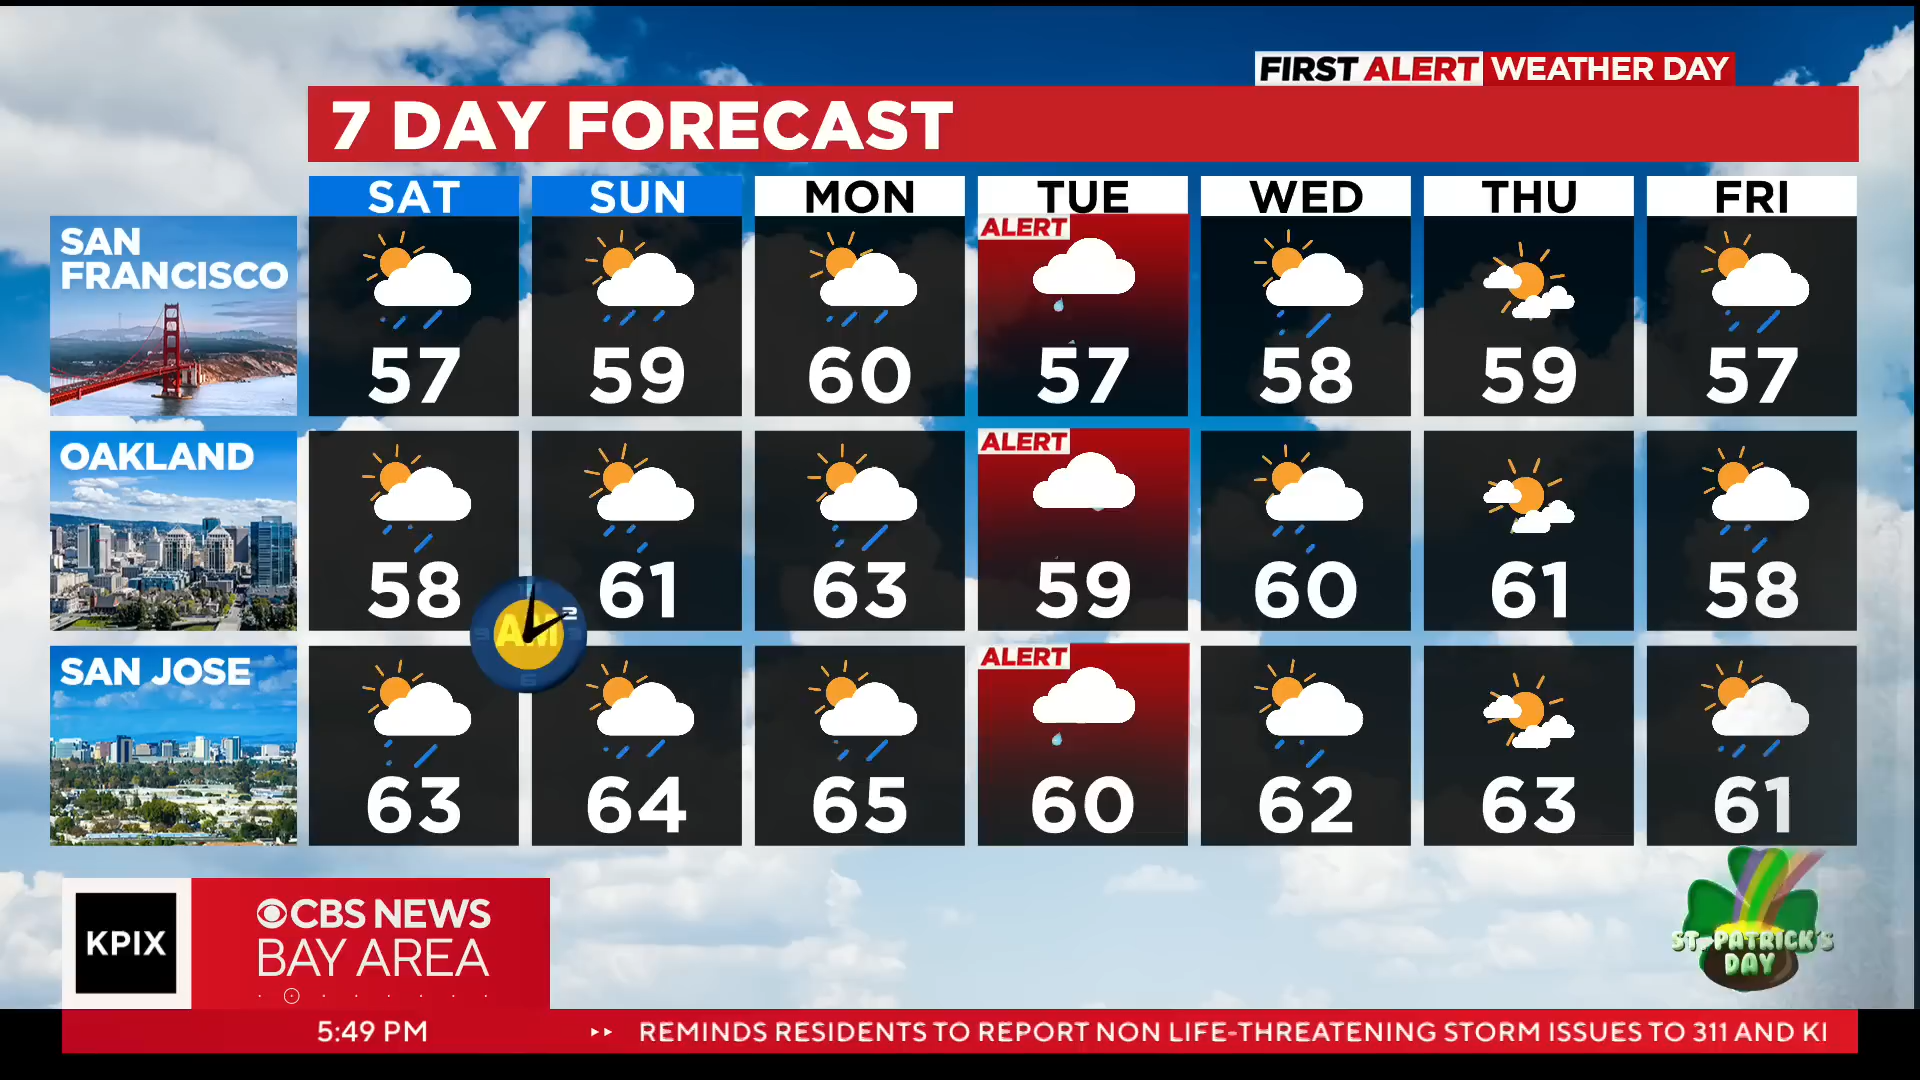 FIRST ALERT WEATHER DAY
7 DAY FORECAST
SAT SUN MON TUE WED THU FRI
SAN
FRANCISCO
ALERT
57 59 60 57 58 59 57
OAKLAND
ALERT
58 61 63 59 60 61 58
AM
2
SAN JOSE
ALERT
63 64 65 60 62 63 61
ST. PATRICK'S
DAY
KPIX
CBS NEWS
BAY AREA
5:49 PM
REMINDS RESIDENTS TO REPORT NON LIFE-THREATENING STORM ISSUES TO 311 AND KI